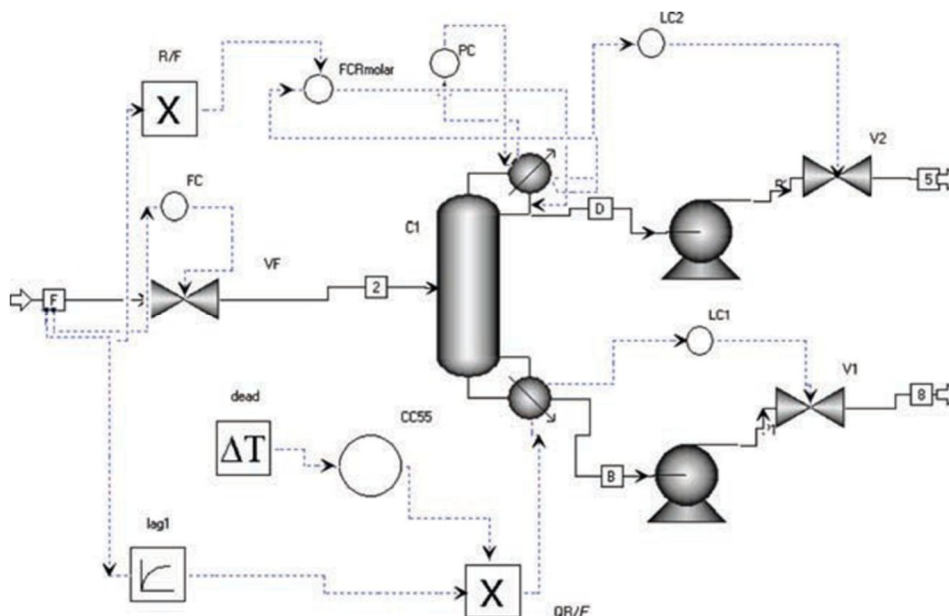 LC2
R/F
PC
FCRmolar
X
V2
5
FC
D
C1
VF
F
2
LC1
V1
8
dead
CC55
ΔT
B
lag1
X
QR/F